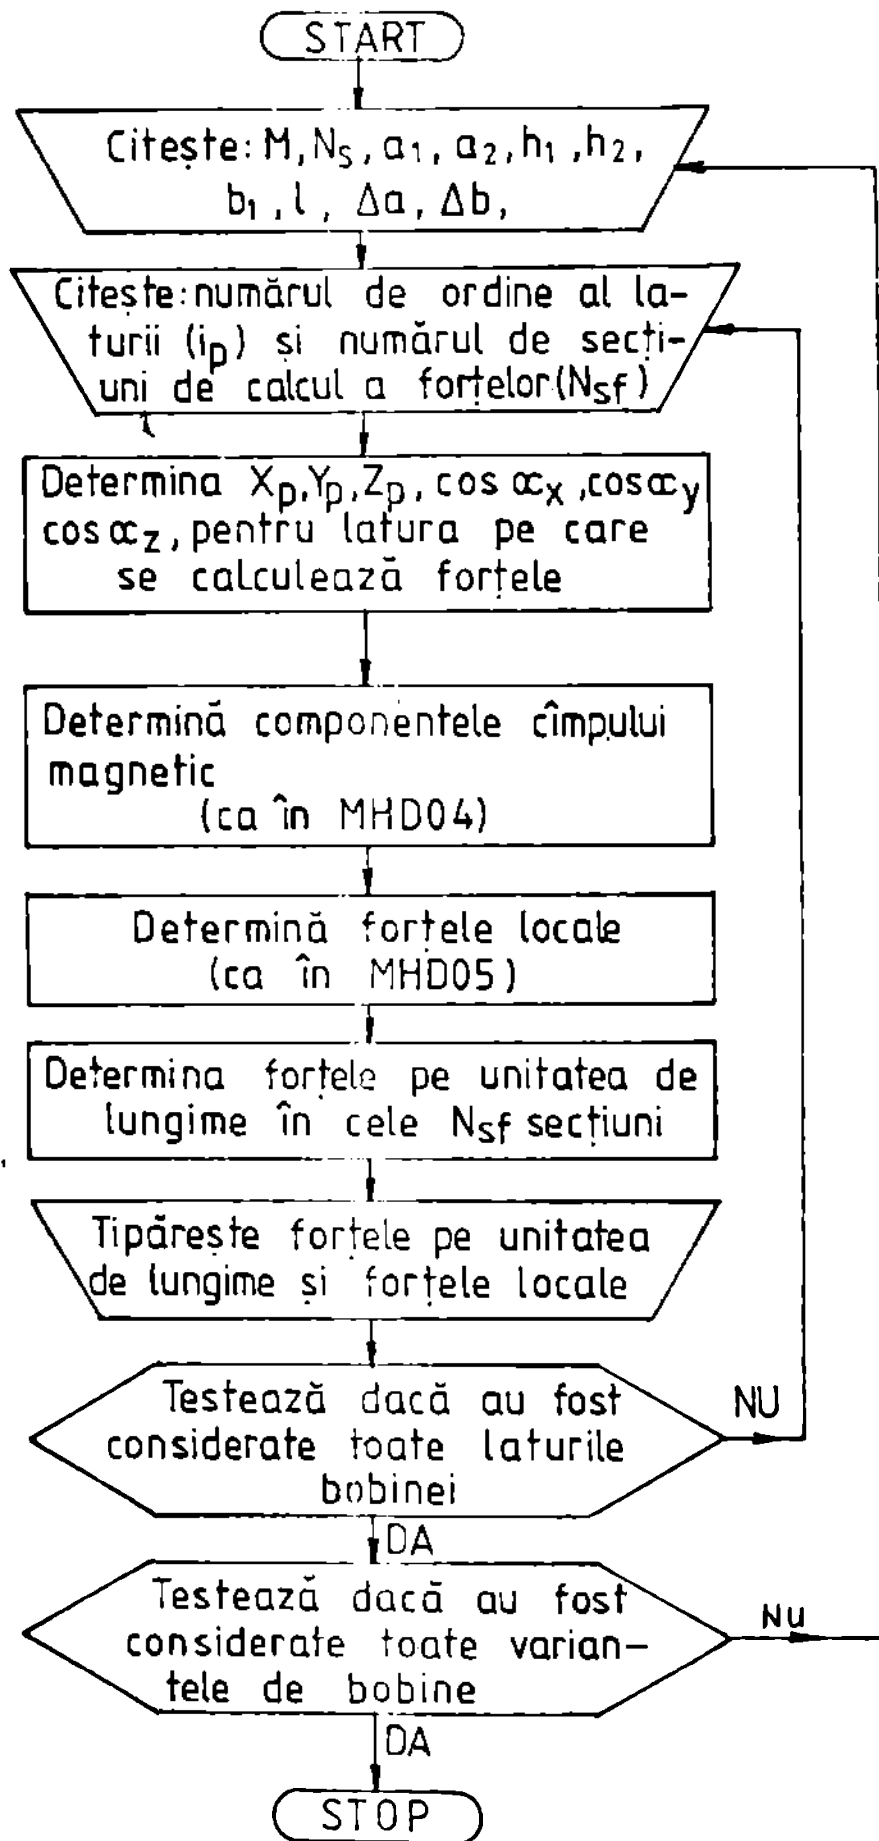 START
Citește: M, Nₛ, a₁, a₂, h₁, h₂,
b₁, l, Δa, Δb,
Citește: numărul de ordine al la-
turii (iₚ) și numărul de secți-
uni de calcul a forțelor (N_sf)
Determina Xₚ, Yₚ, Zₚ, cos αₓ, cos α_y
cos α_z, pentru latura pe care
se calculează forțele
Determină componentele cîmpului
magnetic
(ca în MHD04)
Determină forțele locale
(ca în MHD05)
Determina forțele pe unitatea de
lungime în cele N_sf secțiuni
Tipărește forțele pe unitatea
de lungime și forțele locale
Testează dacă au fost
considerate toate laturile
bobinei
NU
DA
Testează dacă au fost
considerate toate varian-
tele de bobine
Nu
DA
STOP